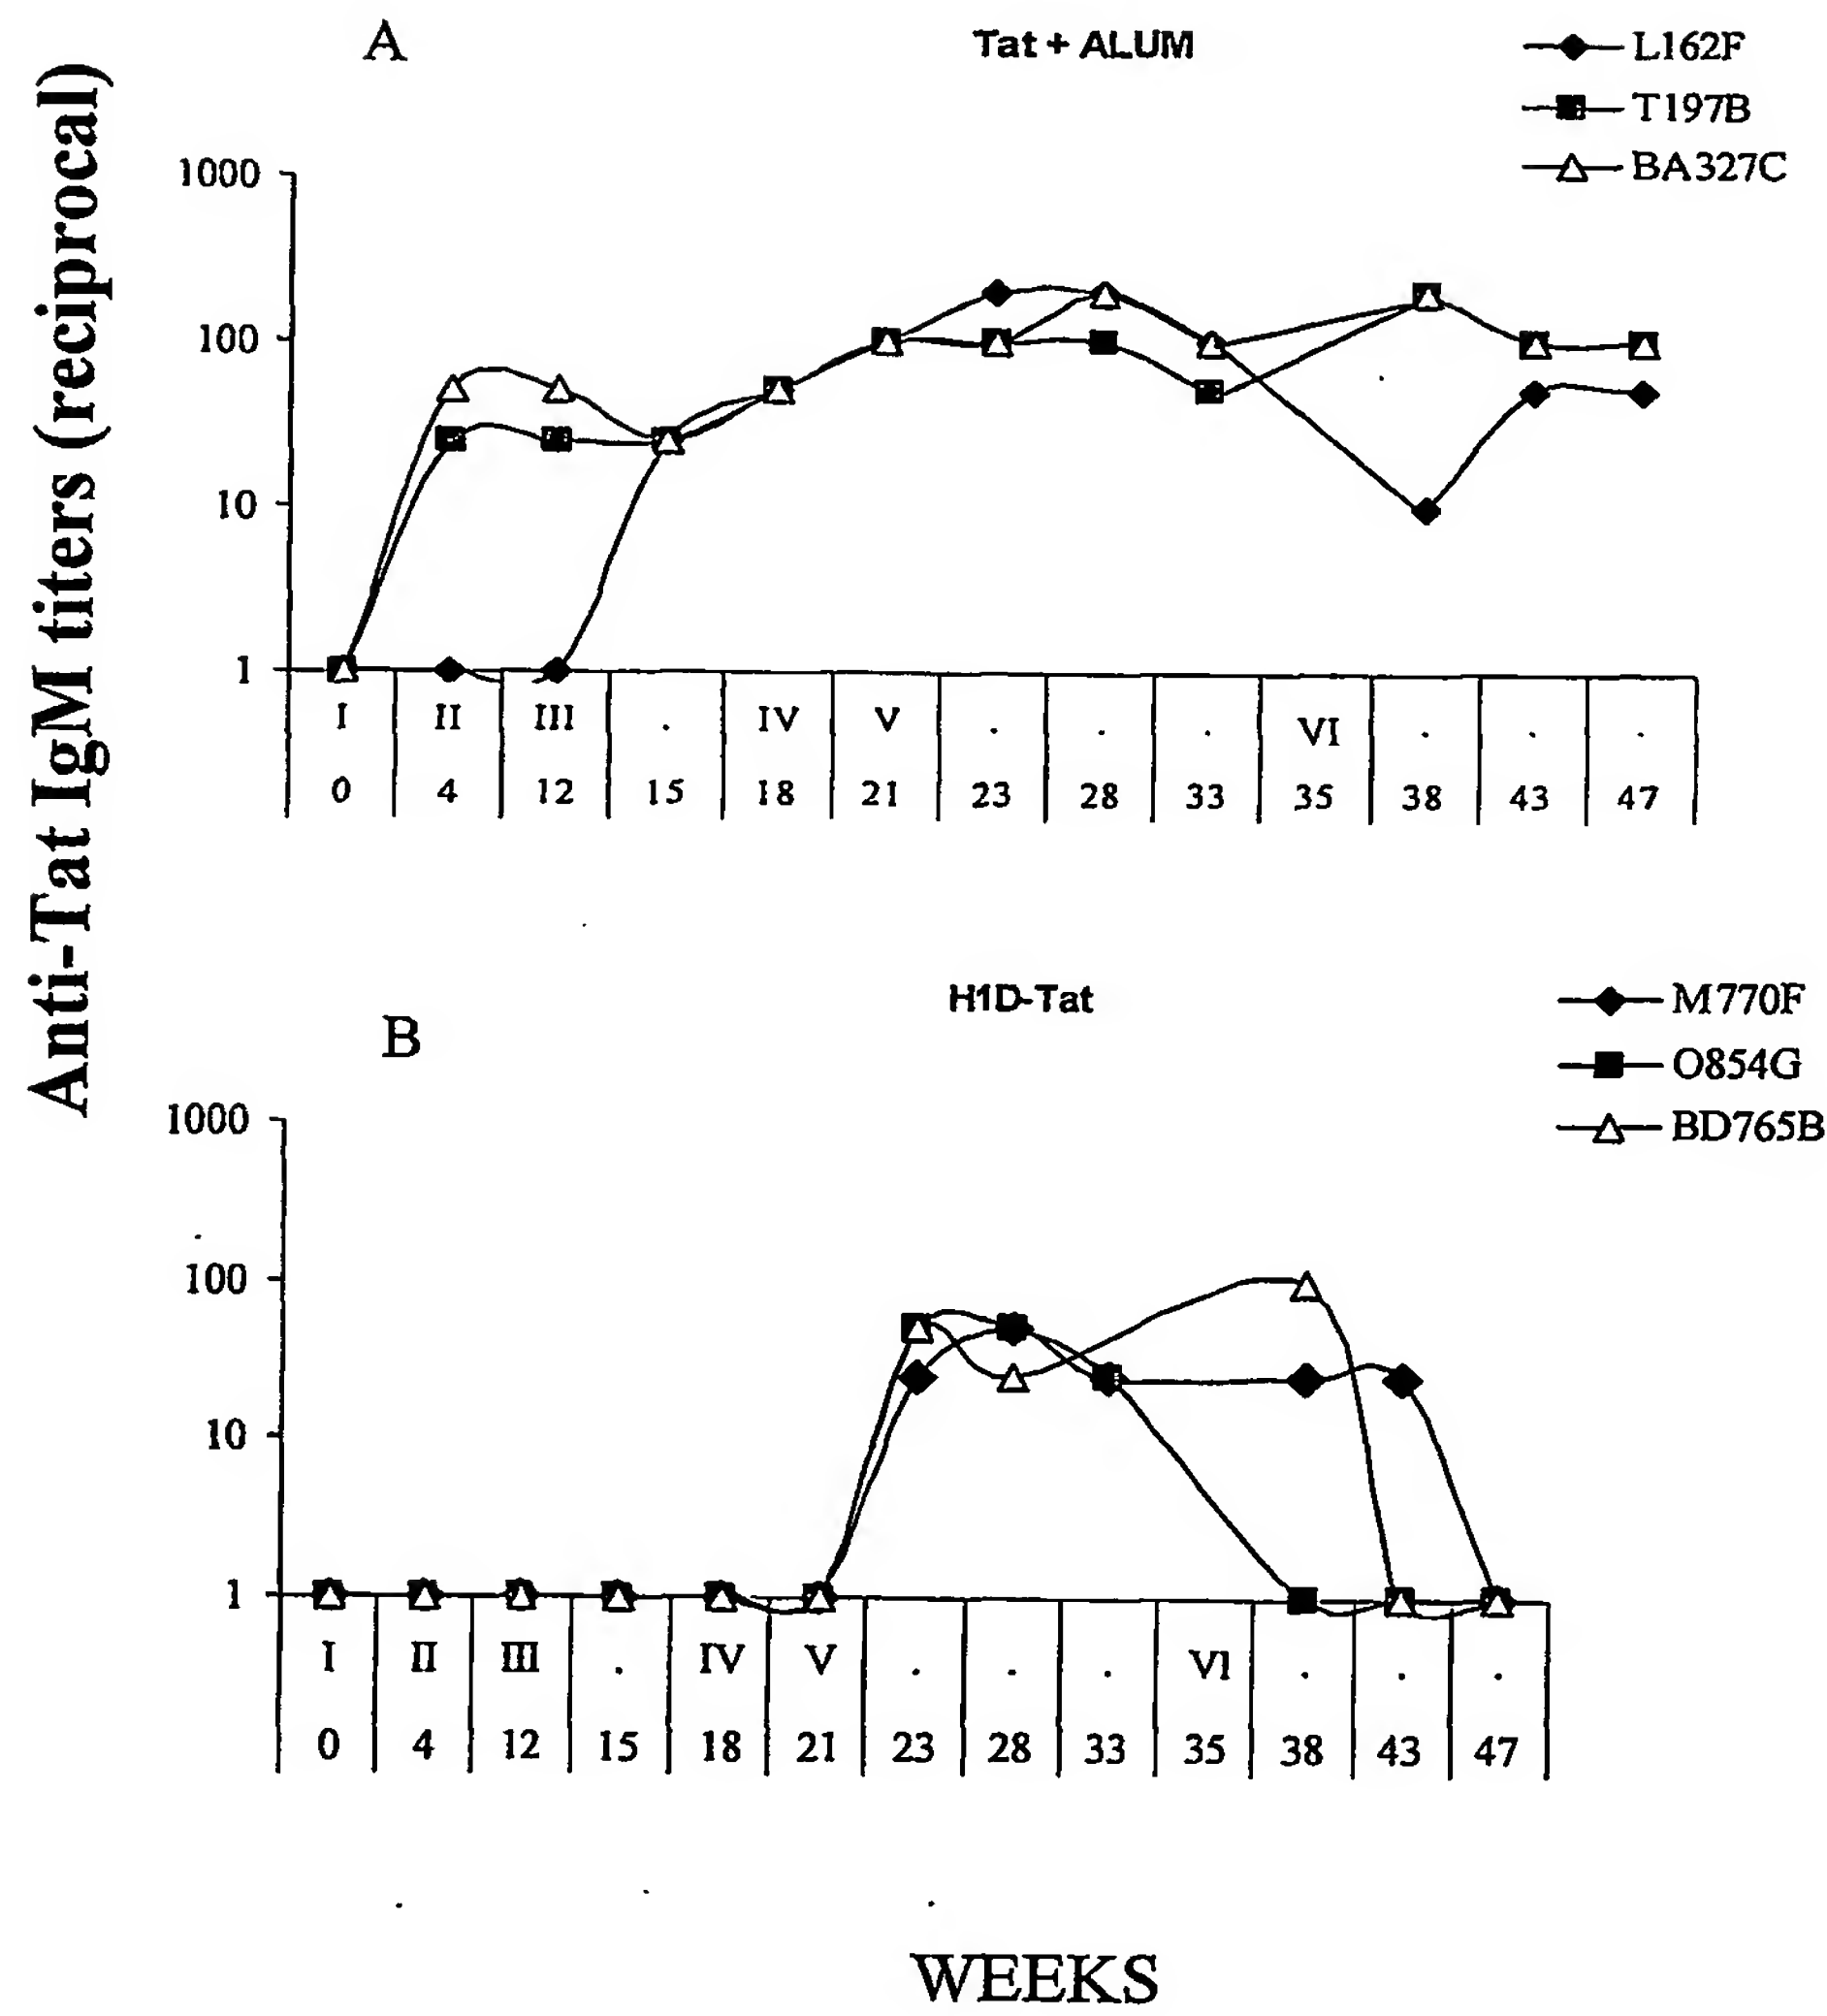 Anti-Tat IgM titers (reciprocal)
A
Tat + ALUM
L162F
T197B
BA327C
1000
100
10
1
I II III . IV V . . . VI . . .
0 4 12 15 18 21 23 28 33 35 38 43 47
B
H1D-Tat
M770F
O854G
BD765B
1000
100
10
1
I II III . IV V . . . VI . . .
0 4 12 15 18 21 23 28 33 35 38 43 47
WEEKS